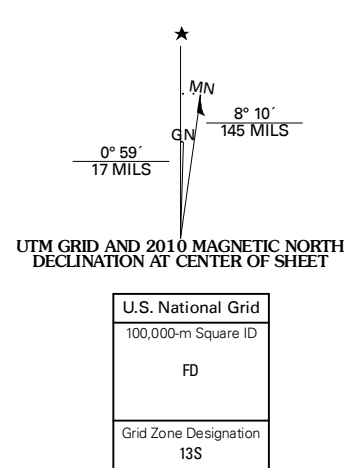 ★
MN
8° 10´
145 MILS
GN
0° 59´
17 MILS
UTM GRID AND 2010 MAGNETIC NORTH
DECLINATION AT CENTER OF SHEET
U.S. National Grid
100,000-m Square ID
FD
Grid Zone Designation
13S